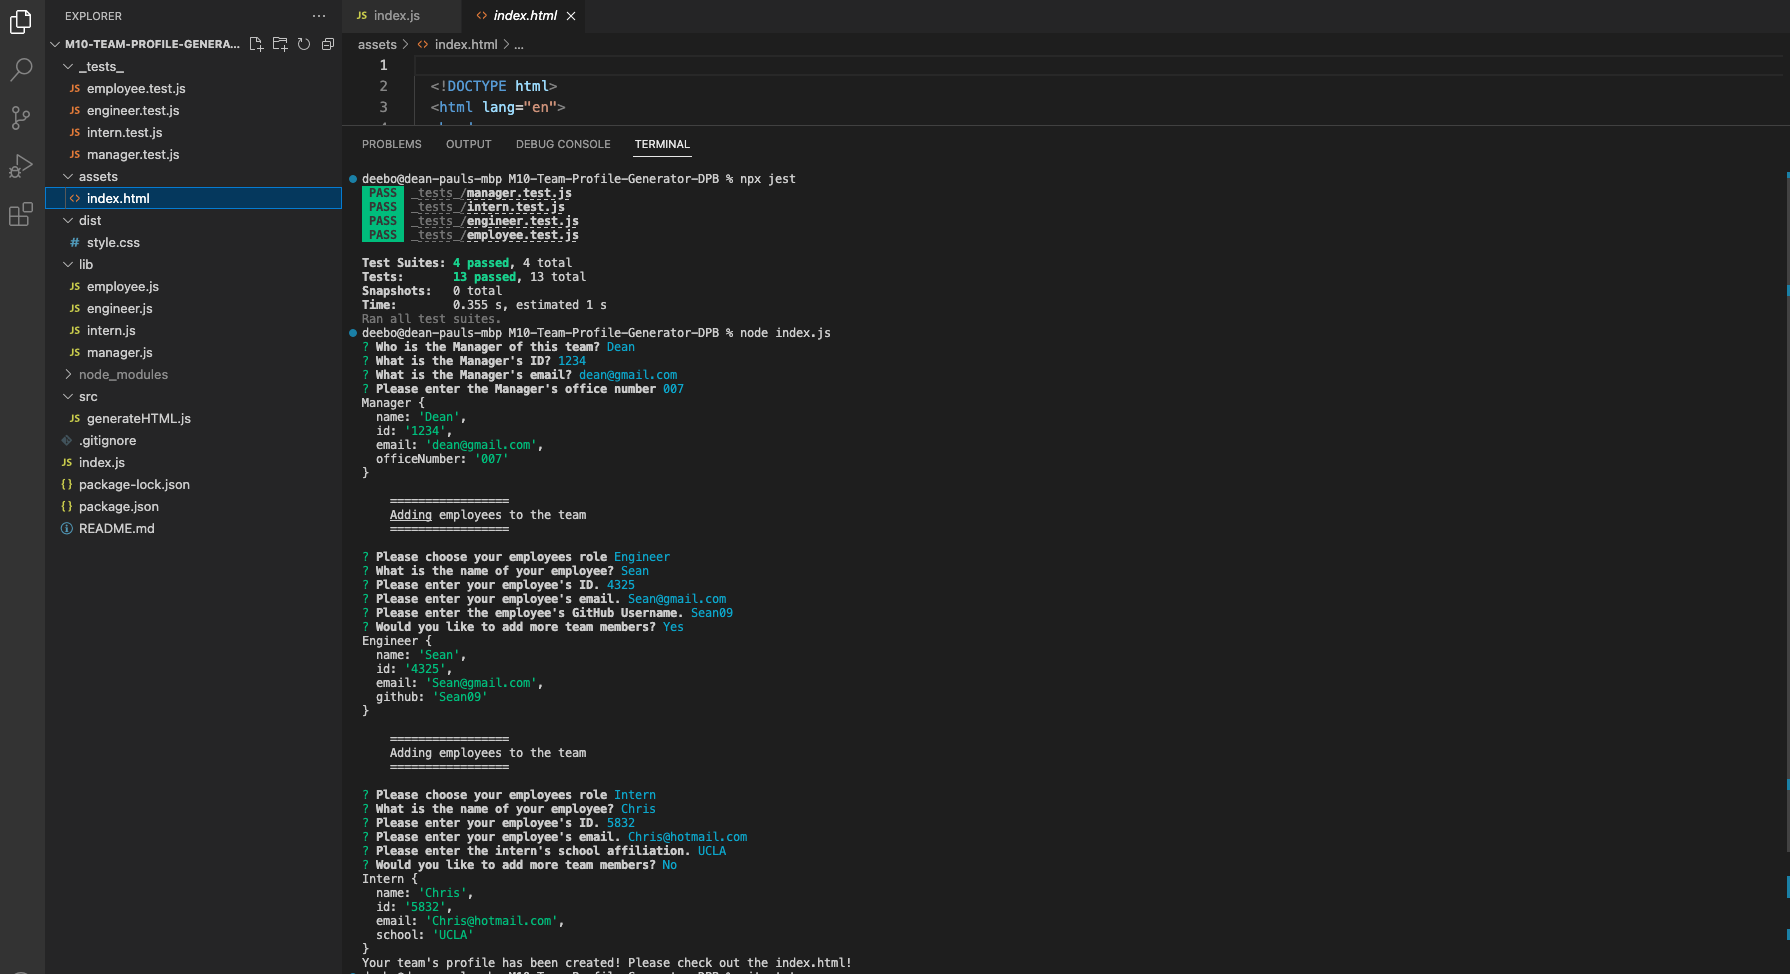 EXPLORER
M10-TEAM-PROFILE-GENERA...
_tests_
JS employee.test.js
JS engineer.test.js
JS intern.test.js
JS manager.test.js
assets
<> index.html
dist
# style.css
lib
JS employee.js
JS engineer.js
JS intern.js
JS manager.js
node_modules
src
JS generateHTML.js
.gitignore
JS index.js
{} package-lock.json
{} package.json
README.md
JS index.js
<> index.html
assets > <> index.html > ...
1
2 <!DOCTYPE html>
3 <html lang="en">
PROBLEMS OUTPUT DEBUG CONSOLE TERMINAL
deebo@dean-pauls-mbp M10-Team-Profile-Generator-DPB % npx jest
PASS _tests_/manager.test.js
PASS _tests_/intern.test.js
PASS _tests_/engineer.test.js
PASS _tests_/employee.test.js
Test Suites: 4 passed, 4 total
Tests: 13 passed, 13 total
Snapshots: 0 total
Time: 0.355 s, estimated 1 s
Ran all test suites.
deebo@dean-pauls-mbp M10-Team-Profile-Generator-DPB % node index.js
? Who is the Manager of this team? Dean
? What is the Manager's ID? 1234
? What is the Manager's email? dean@gmail.com
? Please enter the Manager's office number 007
Manager {
name: 'Dean',
id: '1234',
email: 'dean@gmail.com',
officeNumber: '007'
}
=================
Adding employees to the team
=================
? Please choose your employees role Engineer
? What is the name of your employee? Sean
? Please enter your employee's ID. 4325
? Please enter your employee's email. Sean@gmail.com
? Please enter the employee's GitHub Username. Sean09
? Would you like to add more team members? Yes
Engineer {
name: 'Sean',
id: '4325',
email: 'Sean@gmail.com',
github: 'Sean09'
}
=================
Adding employees to the team
=================
? Please choose your employees role Intern
? What is the name of your employee? Chris
? Please enter your employee's ID. 5832
? Please enter your employee's email. Chris@hotmail.com
? Please enter the intern's school affiliation. UCLA
? Would you like to add more team members? No
Intern {
name: 'Chris',
id: '5832',
email: 'Chris@hotmail.com',
school: 'UCLA'
}
Your team's profile has been created! Please check out the index.html!